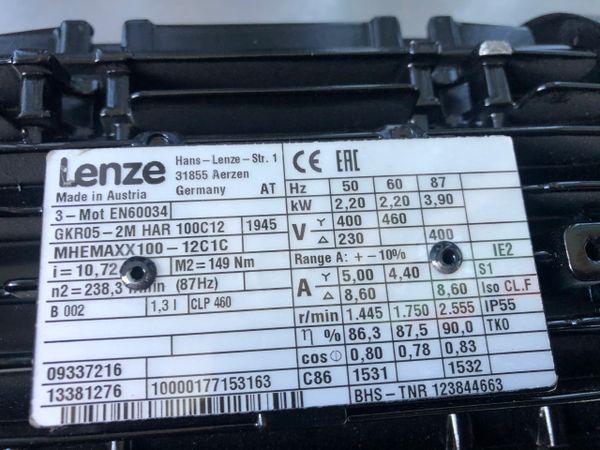 Lenze
Hans-Lenze-Str. 1
31855 Aerzen
Made in Austria Germany AT
3-Mot EN60034
GKR05-2M HAR 100C12 1945
MHEMAXX100-12C1C
i=10,72 M2=149 Nm
n2=238,3 (87Hz)
B 002 1,3 l CLP 460
09337216
13381276 10000177153163
CE EAC
Hz 50 60 87
kW 2,20 2,20 3,90
V Y 400 460
△ 230 400
Range A: +-10% IE2
A Y 5,00 4,40 S1
△ 8,60 8,60 Iso CL.F
r/min 1.445 1.750 2.555 IP55
η % 86,3 87,5 90,0 TKO
cos∅ 0,80 0,78 0,83
C86 1531 1532
BHS-TNR 123844663